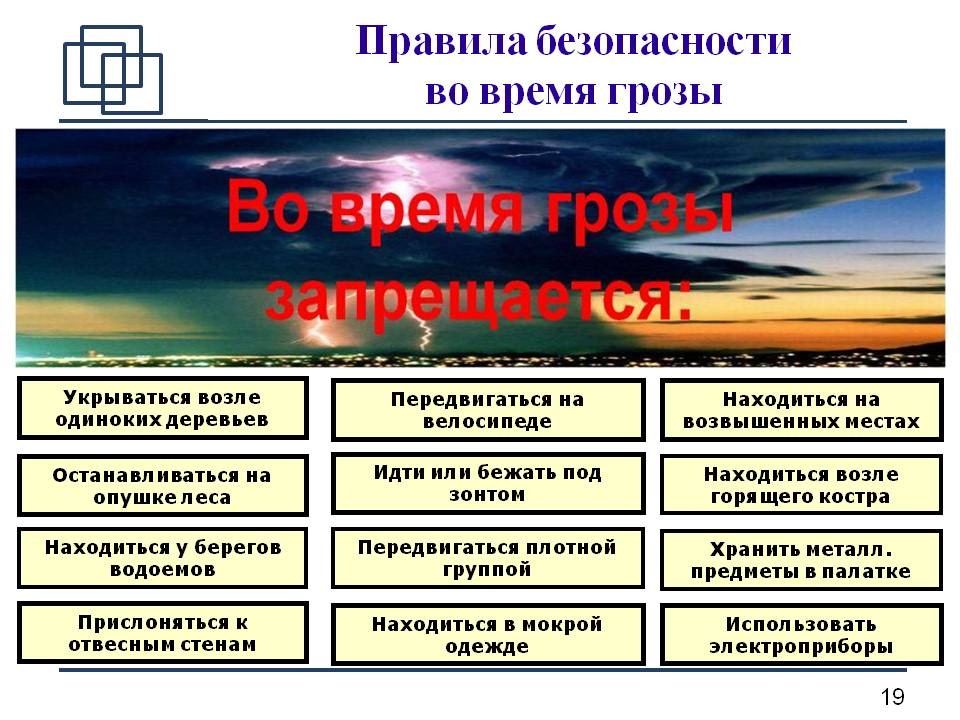 Правила безопасности
во время грозы
Во время грозы
запрещается:
Укрываться возле
одиноких деревьев
Передвигаться на
велосипеде
Находиться на
возвышенных местах
Останавливаться на
опушке леса
Идти или бежать под
зонтом
Находиться возле
горящего костра
Находиться у берегов
водоемов
Передвигаться плотной
группой
Хранить металл.
предметы в палатке
Прислоняться к
отвесным стенам
Находиться в мокрой
одежде
Использовать
электроприборы
19